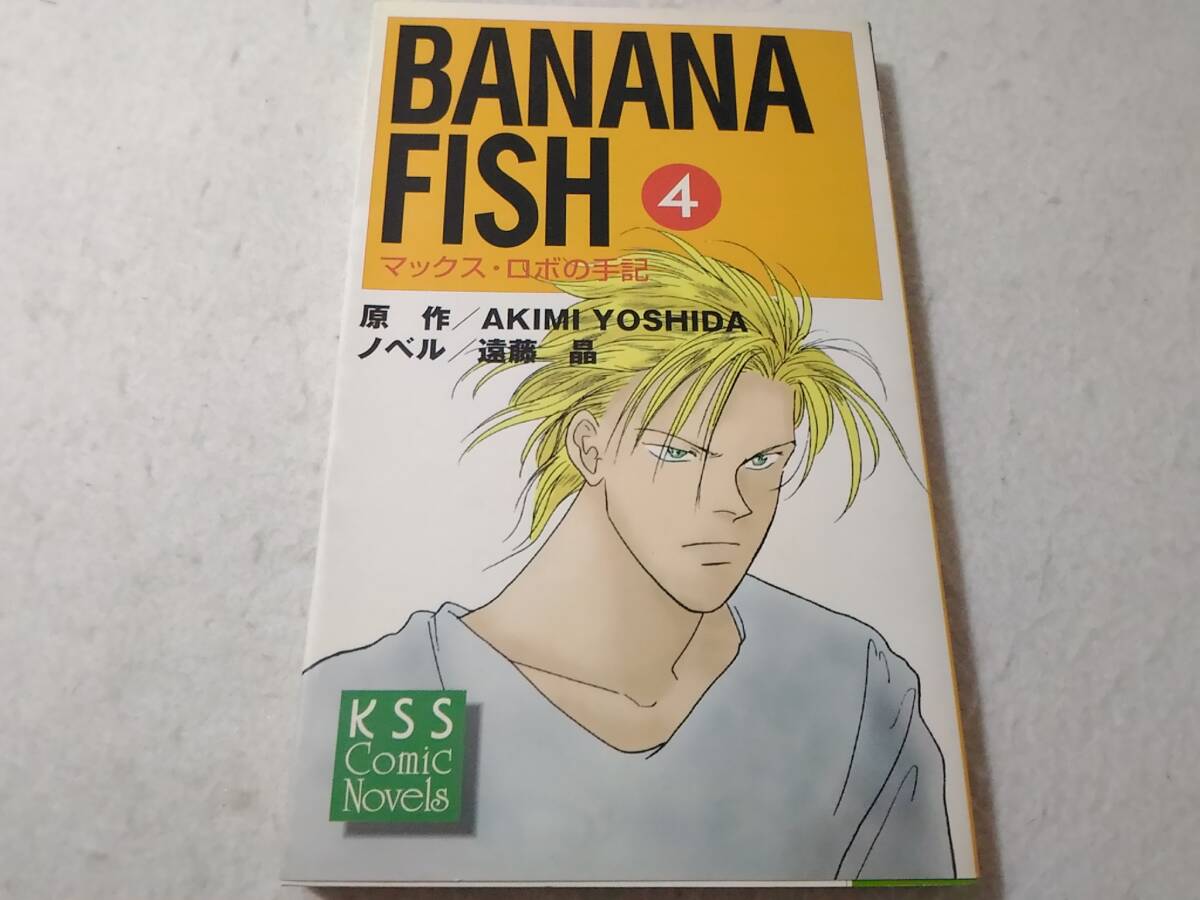 BANANA
FISH 4
マックス・ロボの手記
原 作/AKIMI YOSHIDA
ノベル/遠藤 晶
KSS
Comic
Novels